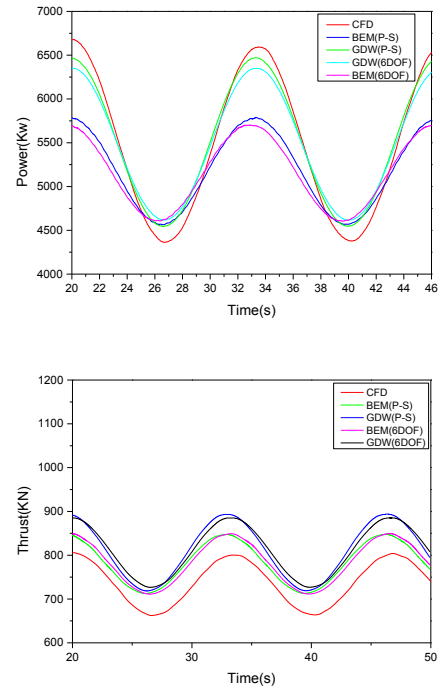 7000
6500
6000
5500
5000
4500
4000
Power(Kw)
CFD
BEM(P-S)
GDW(P-S)
GDW(6DOF)
BEM(6DOF)
20 22 24 26 28 30 32 34 36 38 40 42 44 46
Time(s)
1200
1100
1000
900
800
700
600
Thrust(KN)
CFD
BEM(P-S)
GDW(P-S)
BEM(6DOF)
GDW(6DOF)
20 30 40 50
Time(s)